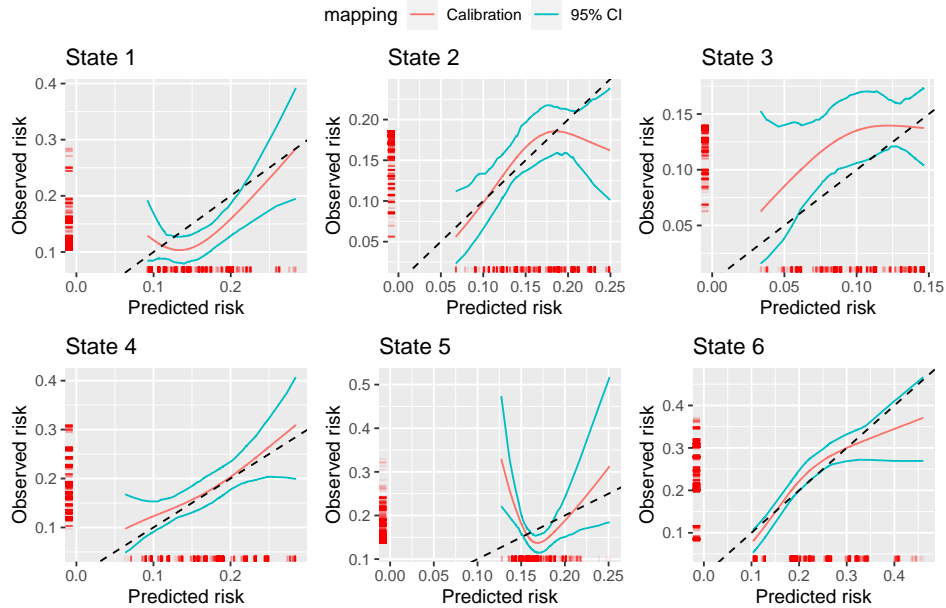 mapping Calibration 95% CI
State 1
State 2
State 3
Observed risk
0.4
0.3
0.2
0.1
0.0 0.1 0.2
Predicted risk
Observed risk
0.20
0.15
0.10
0.05
0.00 0.05 0.10 0.15 0.20 0.25
Predicted risk
Observed risk
0.15
0.10
0.05
0.00 0.05 0.10 0.15
Predicted risk
State 4
State 5
State 6
Observed risk
0.4
0.3
0.2
0.1
0.0 0.1 0.2
Predicted risk
Observed risk
0.5
0.4
0.3
0.2
0.1
0.00 0.05 0.10 0.15 0.20 0.25
Predicted risk
Observed risk
0.4
0.3
0.2
0.1
0.0 0.1 0.2 0.3 0.4
Predicted risk